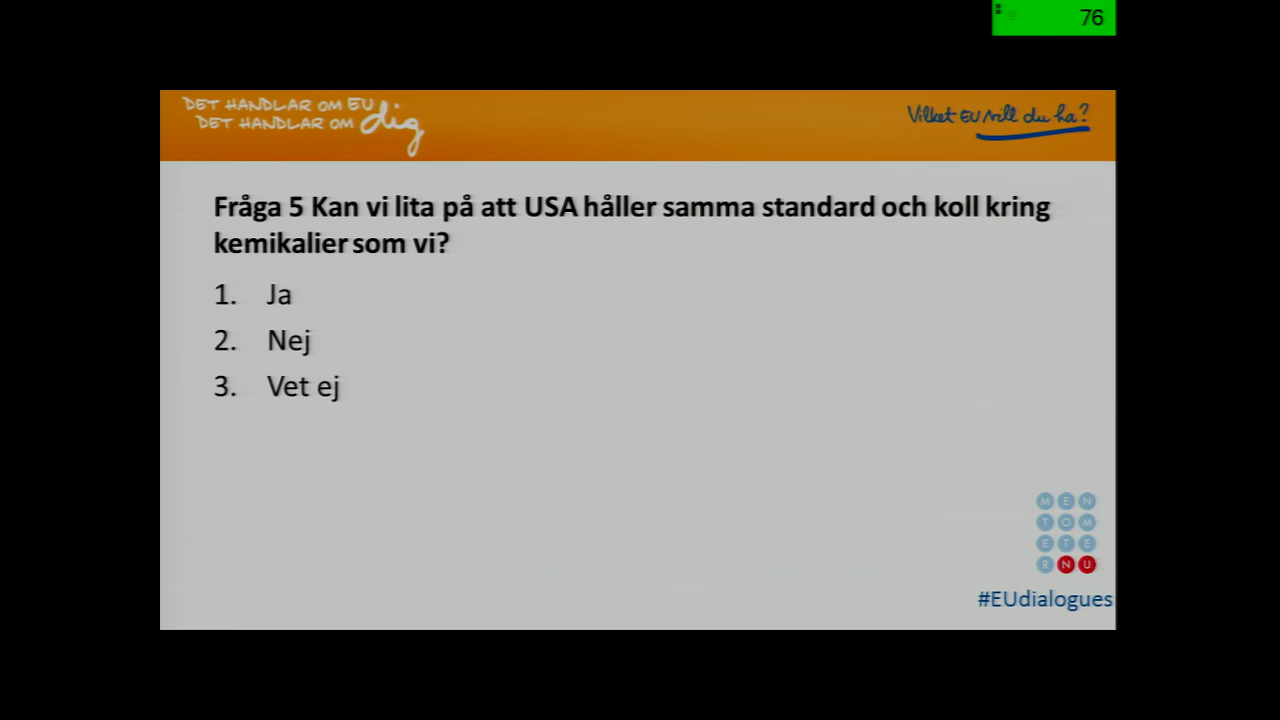 76
DET HANDLAR OM EU
DET HANDLAR OM dig
Vilket EU vill du ha?
Fråga 5 Kan vi lita på att USA håller samma standard och koll kring
kemikalier som vi?
1. Ja
2. Nej
3. Vet ej
MEN
TOM
ETE
RNU
#EUdialogues